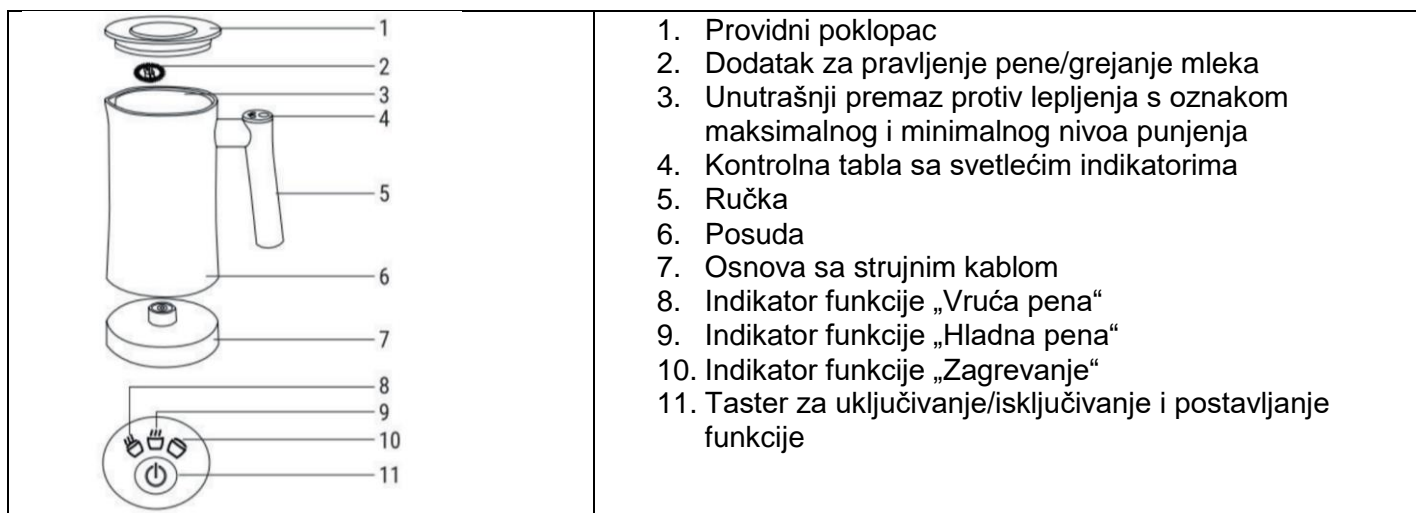 1
2
3
4
5
6
7
8
9
10
11
1. Providni poklopac
2. Dodatak za pravljenje pene/grejanje mleka
3. Unutrašnji premaz protiv lepljenja s oznakom
maksimalnog i minimalnog nivoa punjenja
4. Kontrolna tabla sa svetlećim indikatorima
5. Ručka
6. Posuda
7. Osnova sa strujnim kablom
8. Indikator funkcije „Vruća pena“
9. Indikator funkcije „Hladna pena“
10. Indikator funkcije „Zagrevanje“
11. Taster za uključivanje/isključivanje i postavljanje
funkcije